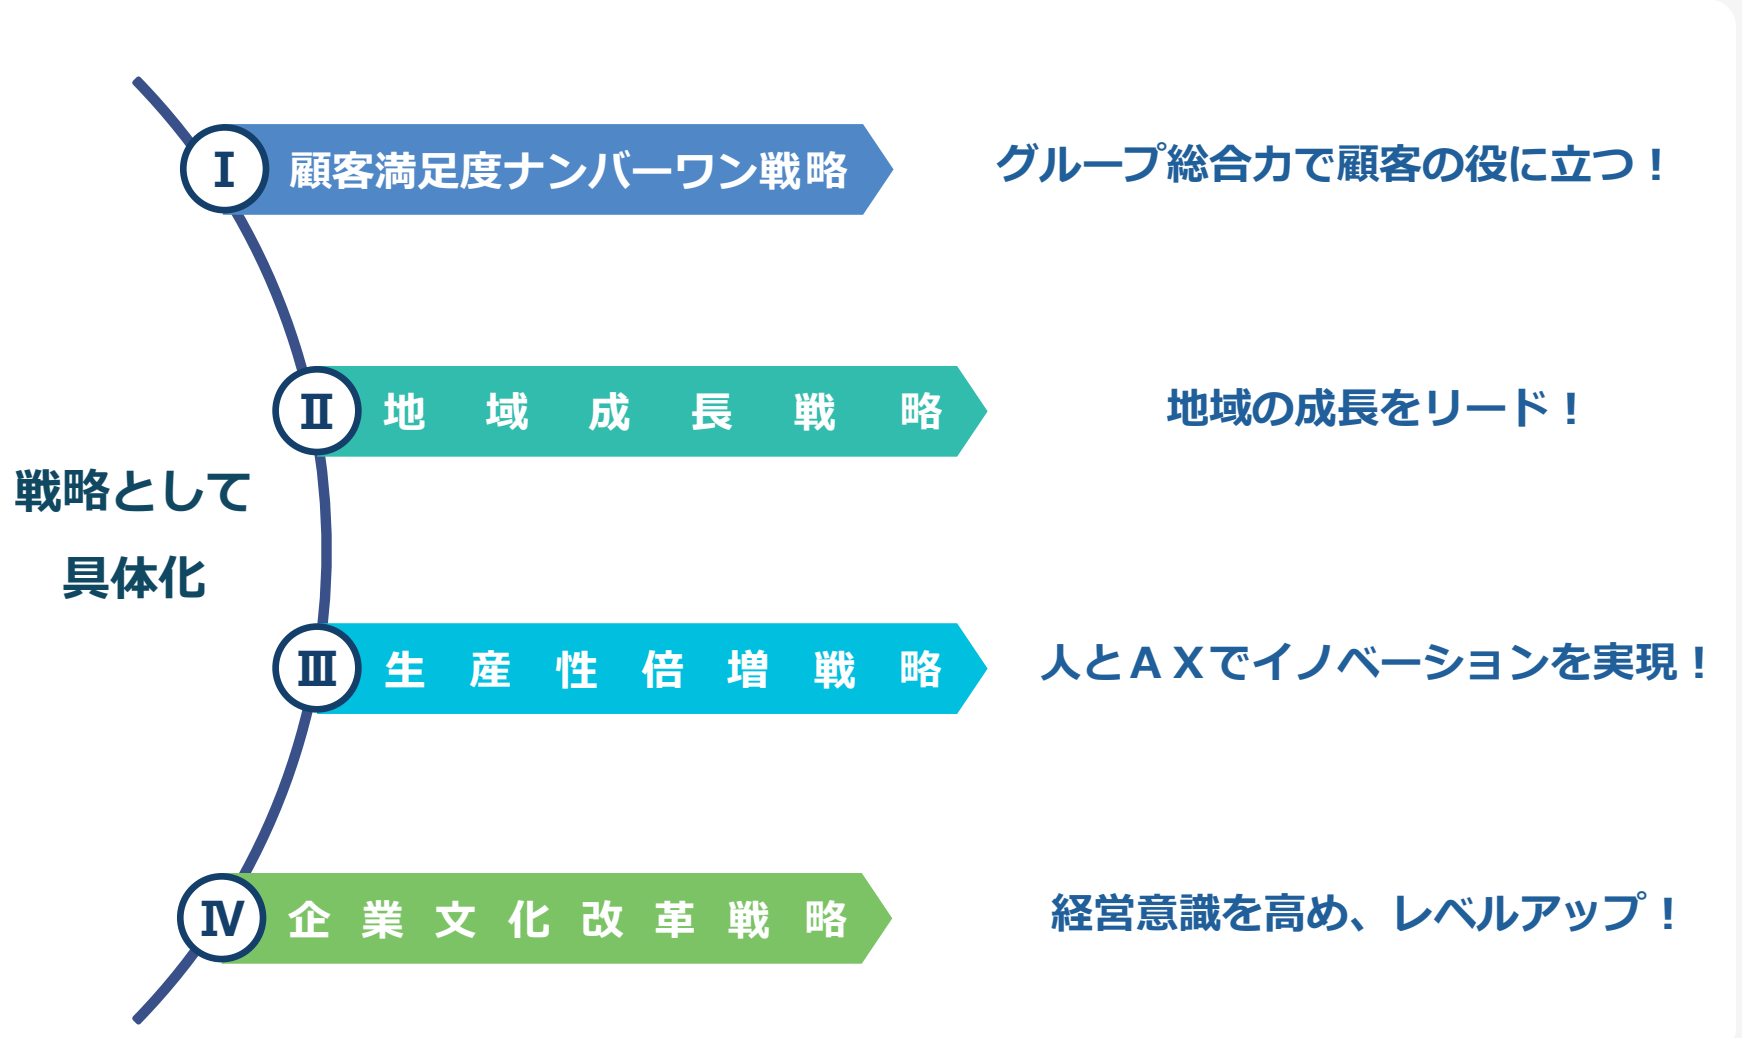 Ⅰ 顧客満足度ナンバーワン戦略 グループ総合力で顧客の役に立つ！
Ⅱ 地域成長戦略 地域の成長をリード！
戦略として
具体化
Ⅲ 生産性倍増戦略 人とＡＸでイノベーションを実現！
Ⅳ 企業文化改革戦略 経営意識を高め、レベルアップ！